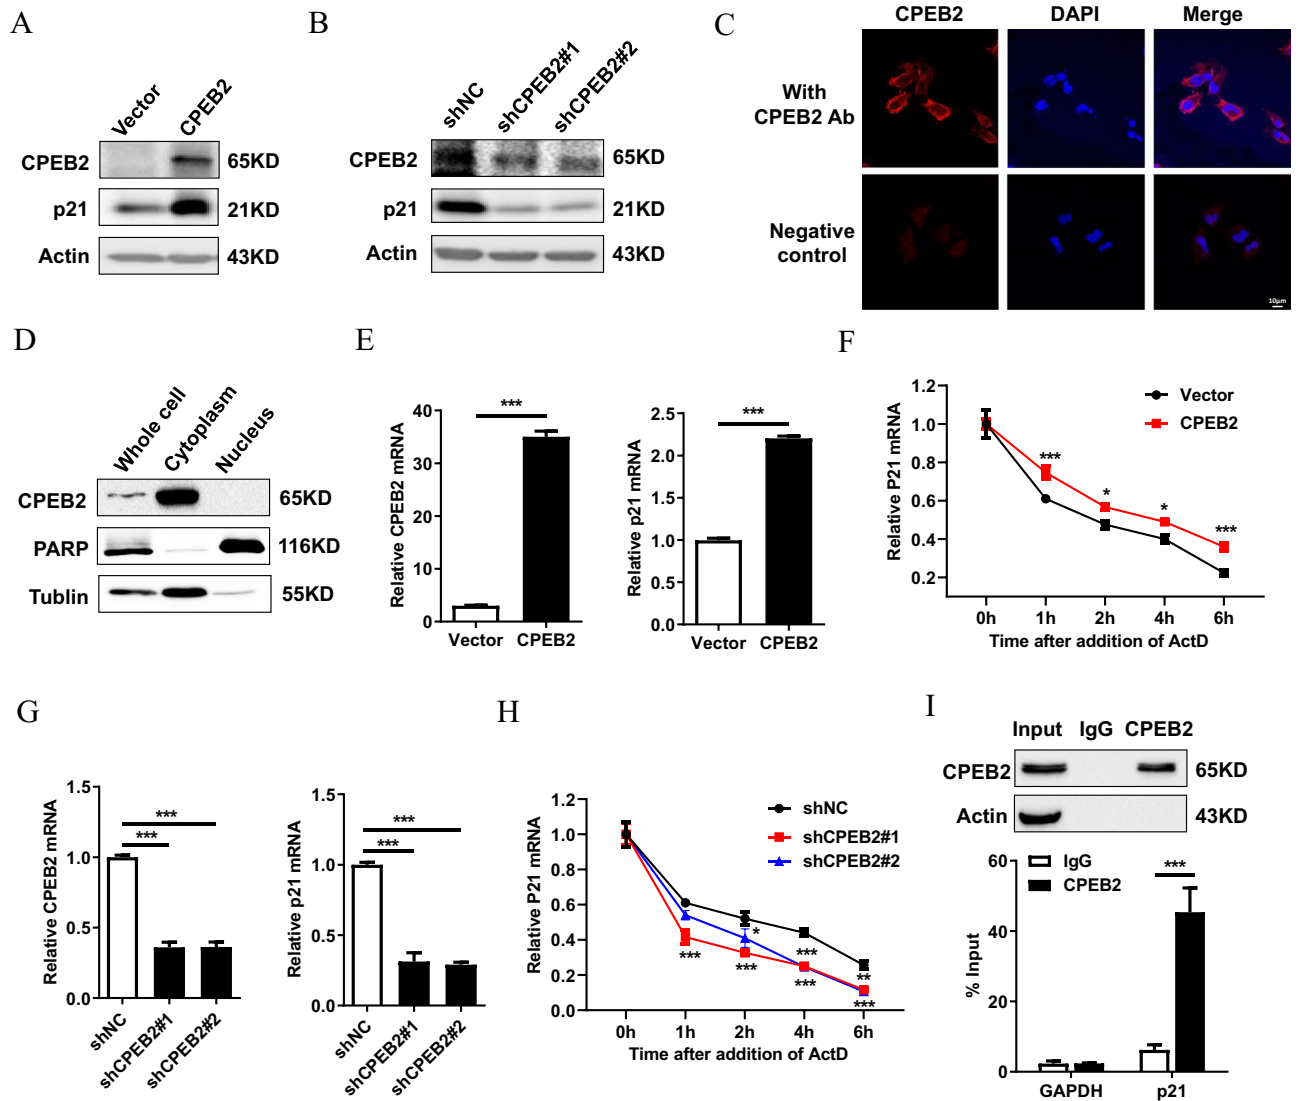 A
Vector
CPEB2
CPEB2
65KD
p21
21KD
Actin
43KD
B
shNC
shCPEB2#1
shCPEB2#2
CPEB2
65KD
p21
21KD
Actin
43KD
C
CPEB2
DAPI
Merge
With
CPEB2 Ab
Negative
control
10μm
D
Whole cell
Cytoplasm
Nucleus
CPEB2
65KD
PARP
116KD
Tublin
55KD
E
Relative CPEB2 mRNA
40
30
20
10
0
***
Vector
CPEB2
Relative p21 mRNA
2.5
2.0
1.5
1.0
0.5
0.0
***
Vector
CPEB2
F
Relative P21 mRNA
1.2
1.0
0.8
0.6
0.4
0.2
Vector
CPEB2
***
*
*
***
0h
1h
2h
4h
6h
Time after addition of ActD
G
Relative CPEB2 mRNA
1.5
1.0
0.5
0.0
***
***
shNC
shCPEB2#1
shCPEB2#2
Relative p21 mRNA
1.5
1.0
0.5
0.0
***
***
shNC
shCPEB2#1
shCPEB2#2
H
Relative P21 mRNA
1.2
1.0
0.8
0.6
0.4
0.2
0.0
shNC
shCPEB2#1
shCPEB2#2
***
*
***
***
***
**
***
0h
1h
2h
4h
6h
Time after addition of ActD
I
Input
IgG
CPEB2
CPEB2
65KD
Actin
43KD
% Input
60
40
20
0
IgG
CPEB2
***
GAPDH
p21